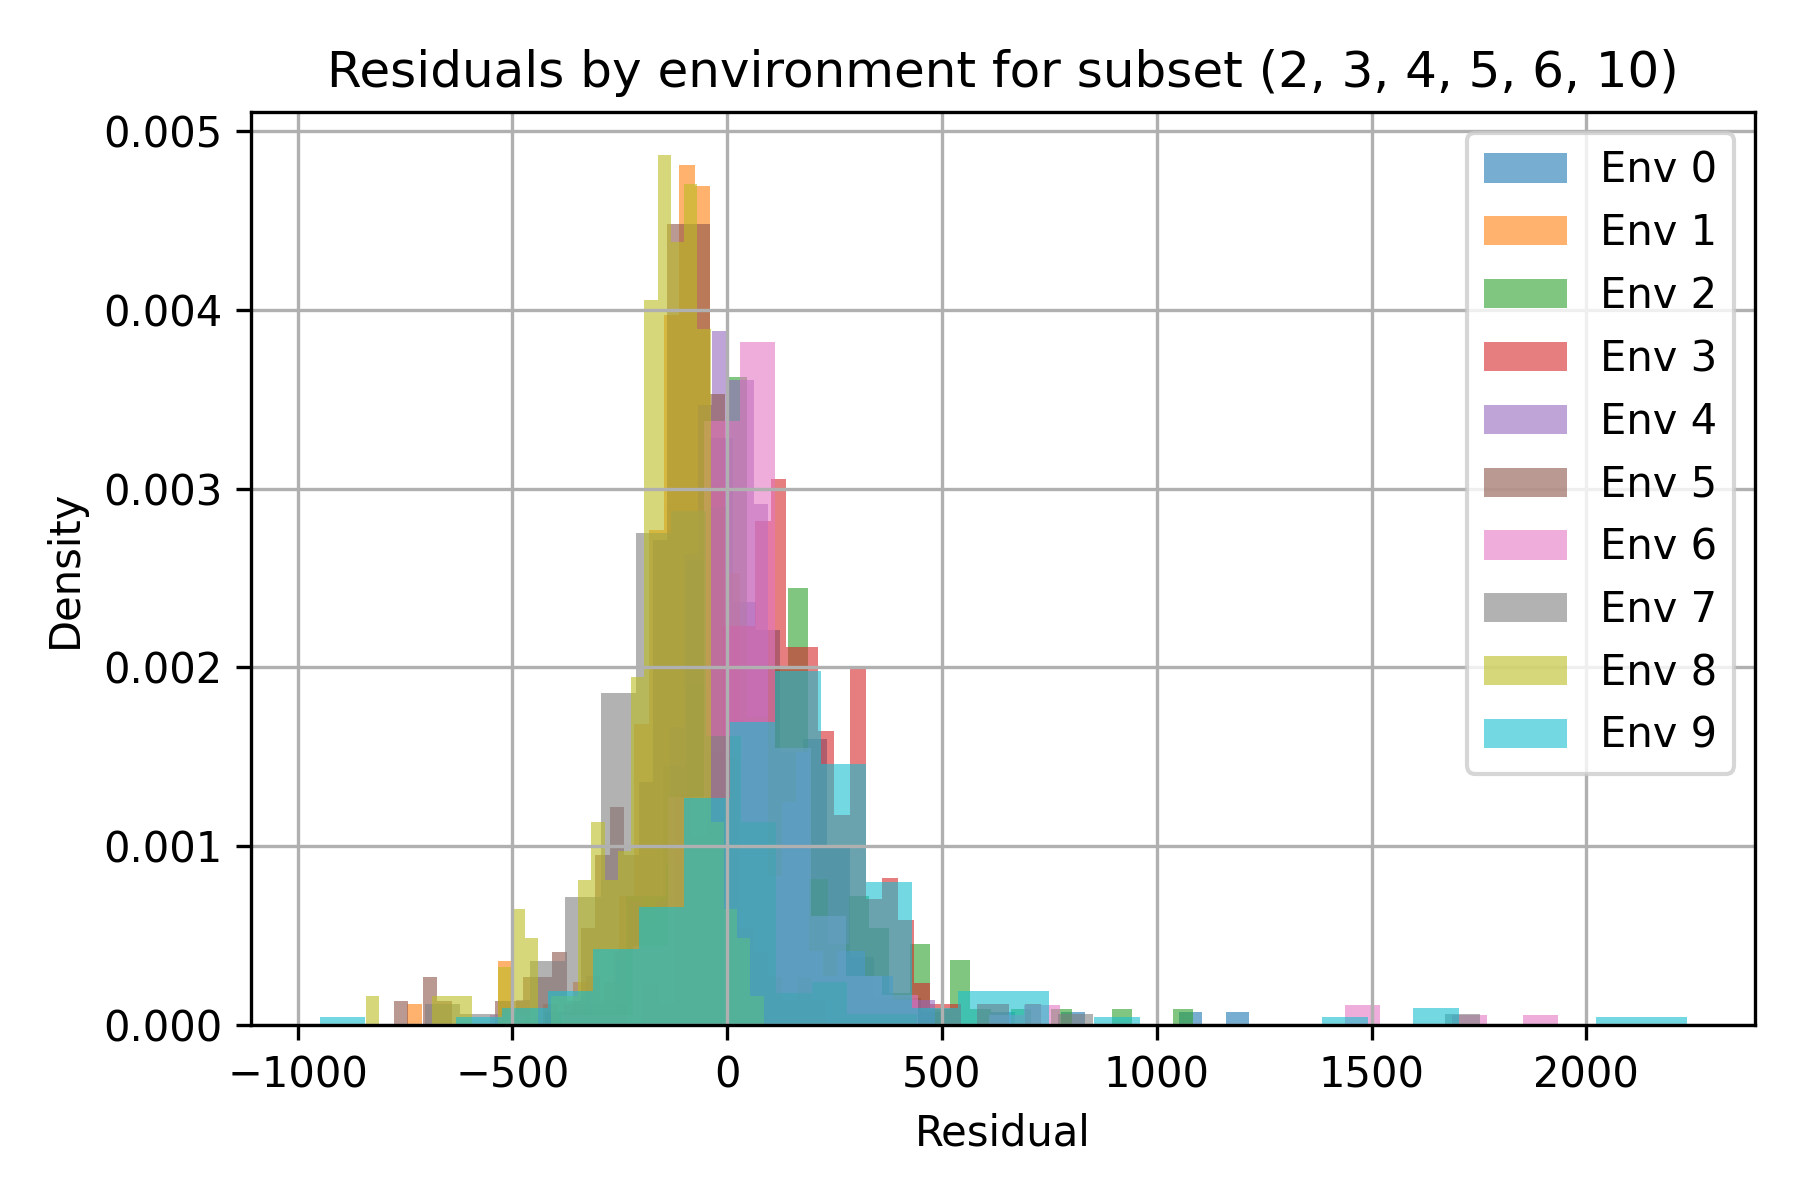 Residuals by environment for subset (2, 3, 4, 5, 6, 10)
0.005
0.004
0.003
0.002
0.001
0.000
Density
−1000
−500
0
500
1000
1500
2000
Residual
Env 0
Env 1
Env 2
Env 3
Env 4
Env 5
Env 6
Env 7
Env 8
Env 9